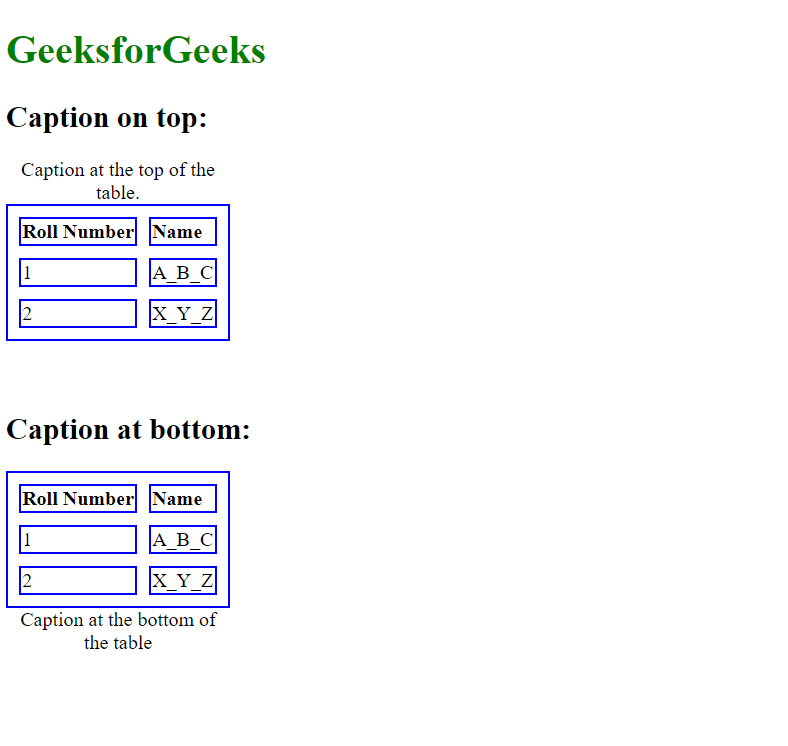 GeeksforGeeks
Caption on top:
Caption at the top of the
table.
Roll Number Name
1 A_B_C
2 X_Y_Z
Caption at bottom:
Roll Number Name
1 A_B_C
2 X_Y_Z
Caption at the bottom of
the table